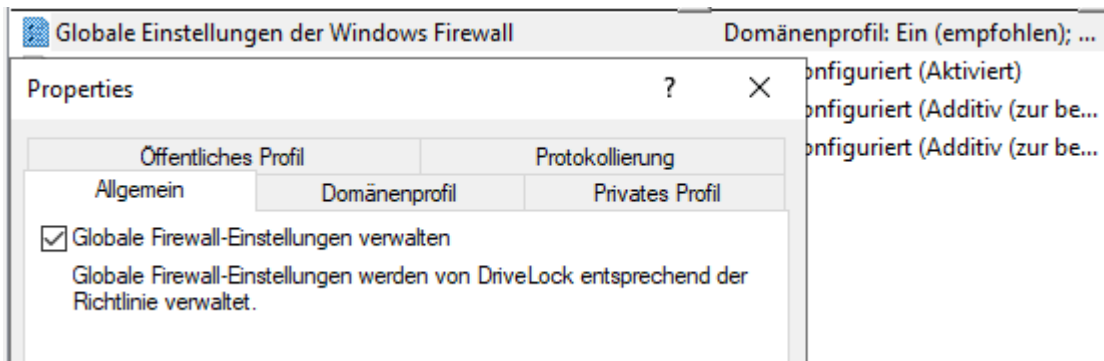 Globale Einstellungen der Windows Firewall Domänenprofil: Ein (empfohlen); ...
onfiguriert (Aktiviert)
Properties ? ×
onfiguriert (Additiv (zur be...
onfiguriert (Additiv (zur be...
Öffentliches Profil Protokollierung
Allgemein Domänenprofil Privates Profil
Globale Firewall-Einstellungen verwalten
Globale Firewall-Einstellungen werden von DriveLock entsprechend der
Richtlinie verwaltet.